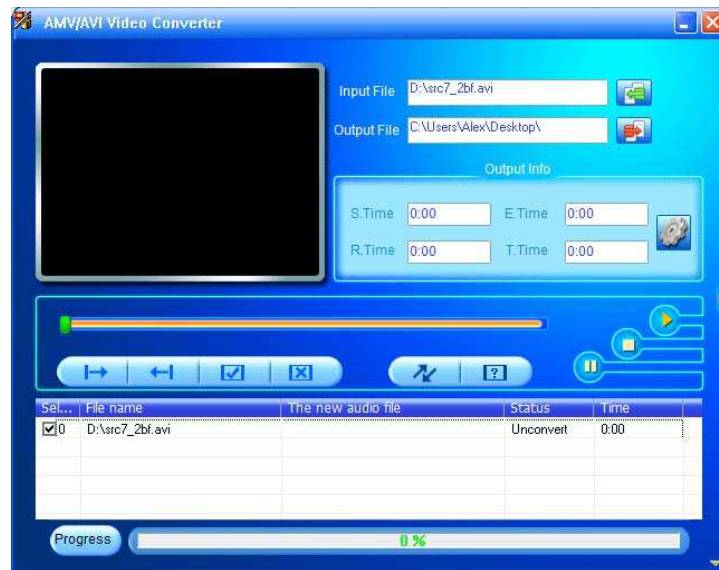 AMV/AVI Video Converter
Input File D:\src7_2bf.avi
Output File C:\Users\Alex\Desktop\
Output Info
S.Time 0:00 E.Time 0:00
R.Time 0:00 T.Time 0:00
?
Sel... File name The new audio file Status Time
0 D:\src7_2bf.avi Unconvert 0:00
Progress 0 %